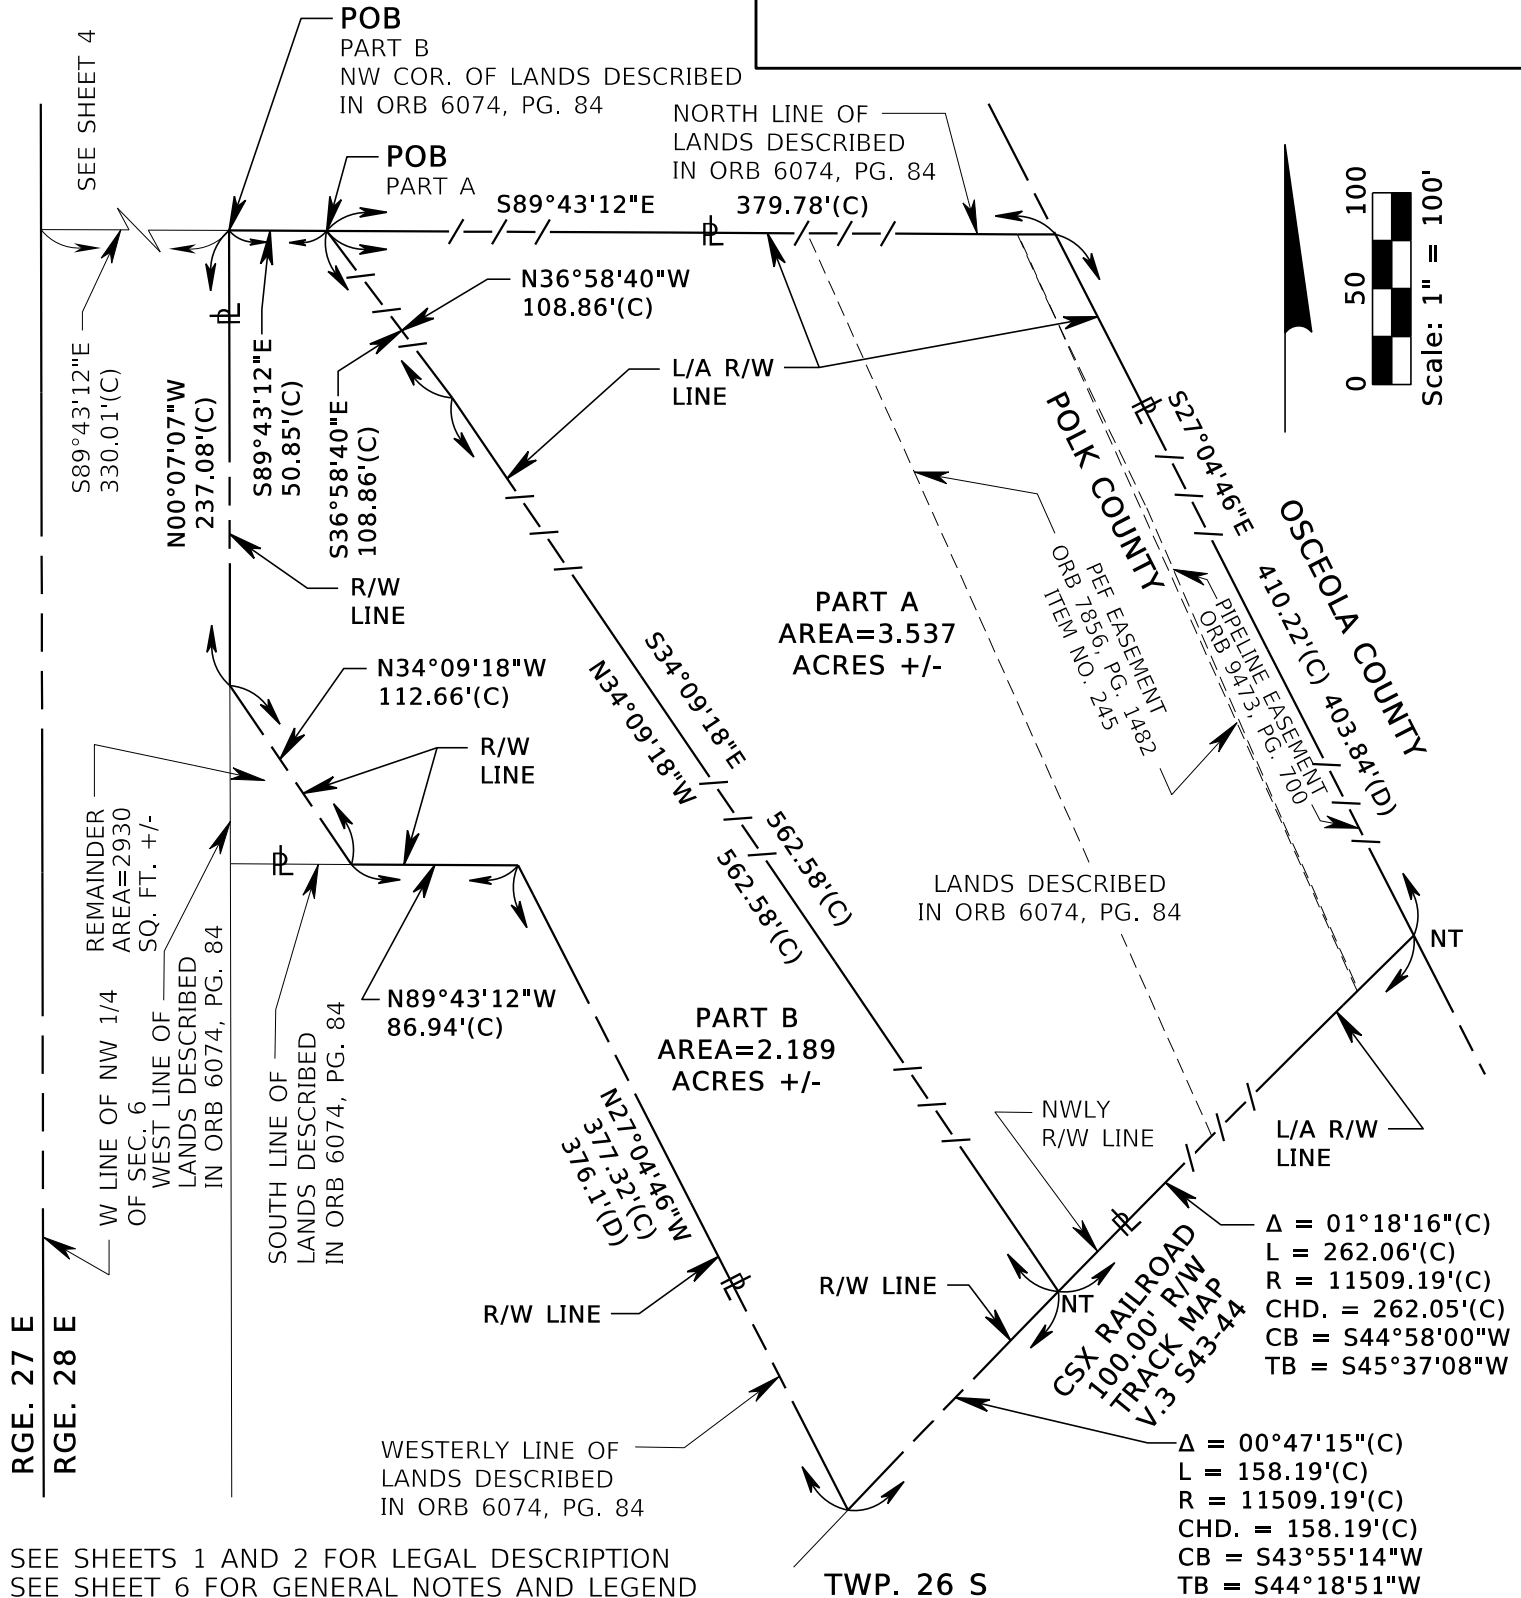 SEE SHEET 4
POB
PART B
NW COR. OF LANDS DESCRIBED
IN ORB 6074, PG. 84
POB
PART A
NORTH LINE OF
LANDS DESCRIBED
IN ORB 6074, PG. 84
S89°43'12"E
379.78'(C)
N36°58'40"W
108.86'(C)
L/A R/W
LINE
100
50
0
Scale: 1" = 100'
S89°43'12"E
330.01'(C)
N00°07'07"W
237.08'(C)
S89°43'12"E
50.85'(C)
S36°58'40"E
108.86'(C)
R/W
LINE
POLK COUNTY
S27°04'46"E
OSCEOLA COUNTY
410.22'(C) 403.84'(D)
PEF EASEMENT
ORB 7856, PG. 1482
ITEM NO. 245
PIPELINE EASEMENT
ORB 9473, PG. 700
PART A
AREA=3.537
ACRES +/-
S34°09'18"E
N34°09'18"W
562.58'(C)
562.58'(C)
N34°09'18"W
112.66'(C)
R/W
LINE
REMAINDER
AREA=2930
SQ. FT. +/-
LANDS DESCRIBED
IN ORB 6074, PG. 84
NT
N89°43'12"W
86.94'(C)
W LINE OF NW 1/4
OF SEC. 6
WEST LINE OF
LANDS DESCRIBED
IN ORB 6074, PG. 84
SOUTH LINE OF
LANDS DESCRIBED
IN ORB 6074, PG. 84
PART B
AREA=2.189
ACRES +/-
N27°04'46"W
377.32'(C)
376.1'(D)
NWLY
R/W LINE
L/A R/W
LINE
R/W LINE
R/W LINE
NT
CSX RAILROAD
100.00' R/W
TRACK MAP
V.3 S43-44
Δ = 01°18'16"(C)
L = 262.06'(C)
R = 11509.19'(C)
CHD. = 262.05'(C)
CB = S44°58'00"W
TB = S45°37'08"W
RGE. 27 E
RGE. 28 E
WESTERLY LINE OF
LANDS DESCRIBED
IN ORB 6074, PG. 84
Δ = 00°47'15"(C)
L = 158.19'(C)
R = 11509.19'(C)
CHD. = 158.19'(C)
CB = S43°55'14"W
TB = S44°18'51"W
SEE SHEETS 1 AND 2 FOR LEGAL DESCRIPTION
SEE SHEET 6 FOR GENERAL NOTES AND LEGEND
TWP. 26 S